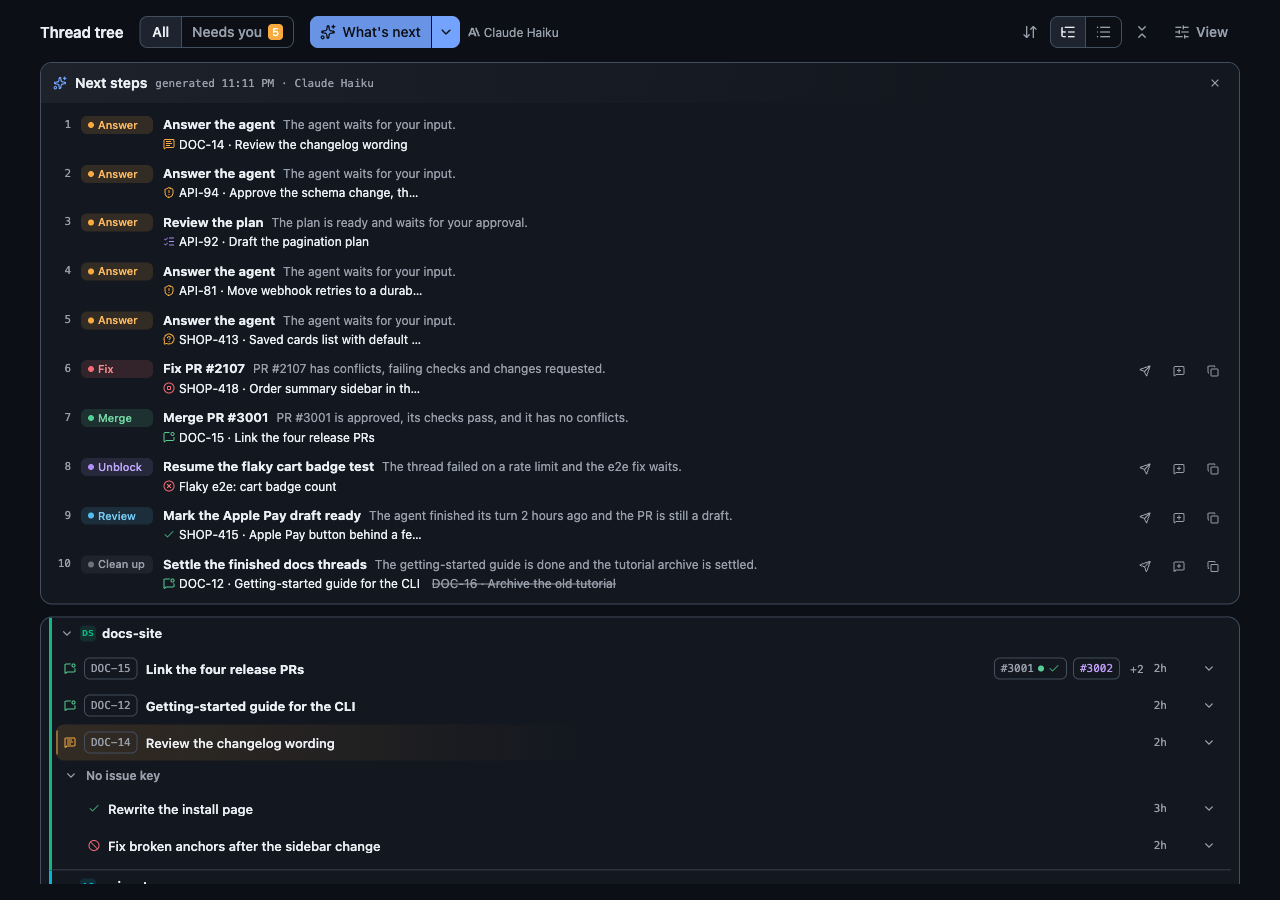 Thread tree
All
Needs you 5
What's next
Claude Haiku
View
Next steps generated 11:11 PM · Claude Haiku
1 Answer Answer the agent The agent waits for your input.
DOC-14 · Review the changelog wording
2 Answer Answer the agent The agent waits for your input.
API-94 · Approve the schema change, th...
3 Answer Review the plan The plan is ready and waits for your approval.
API-92 · Draft the pagination plan
4 Answer Answer the agent The agent waits for your input.
API-81 · Move webhook retries to a durab...
5 Answer Answer the agent The agent waits for your input.
SHOP-413 · Saved cards list with default ...
6 Fix Fix PR #2107 PR #2107 has conflicts, failing checks and changes requested.
SHOP-418 · Order summary sidebar in th...
7 Merge Merge PR #3001 PR #3001 is approved, its checks pass, and it has no conflicts.
DOC-15 · Link the four release PRs
8 Unblock Resume the flaky cart badge test The thread failed on a rate limit and the e2e fix waits.
Flaky e2e: cart badge count
9 Review Mark the Apple Pay draft ready The agent finished its turn 2 hours ago and the PR is still a draft.
SHOP-415 · Apple Pay button behind a fe...
10 Clean up Settle the finished docs threads The getting-started guide is done and the tutorial archive is settled.
DOC-12 · Getting-started guide for the CLI DOC-16 · Archive the old tutorial
DS docs-site
DOC-15 Link the four release PRs #3001 #3002 +2 2h
DOC-12 Getting-started guide for the CLI 2h
DOC-14 Review the changelog wording 2h
No issue key
Rewrite the install page 3h
Fix broken anchors after the sidebar change 2h